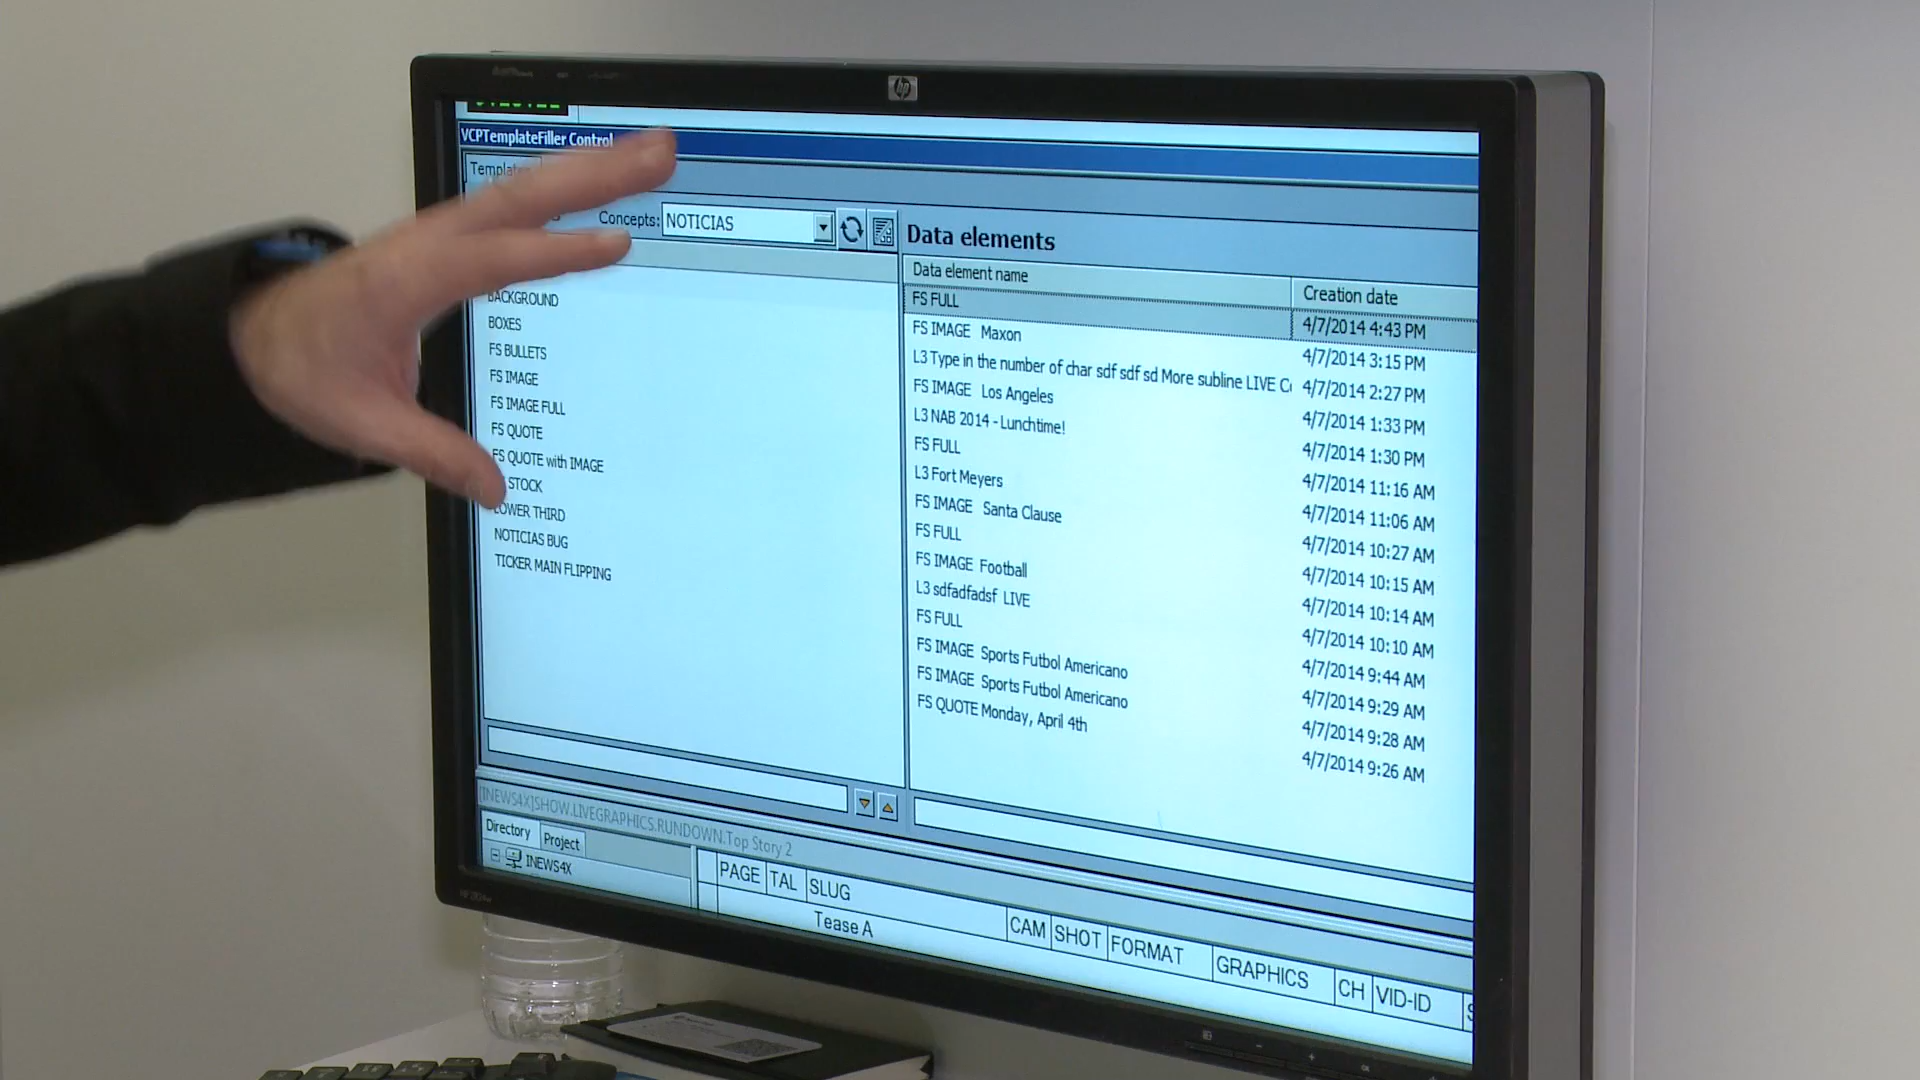 hp
VCPTemplateFiller Control
Concepts: NOTICIAS
BACKGROUND
BOXES
FS BULLETS
FS IMAGE
FS IMAGE FULL
FS QUOTE
FS QUOTE with IMAGE
STOCK
LOWER THIRD
NOTICIAS BUG
TICKER MAIN FLIPPING
Data elements
Data element name Creation date
FS FULL 4/7/2014 4:43 PM
FS IMAGE Maxon 4/7/2014 3:15 PM
L3 Type in the number of char sdf sdf sd More subline LIVE 4/7/2014 2:27 PM
FS IMAGE Los Angeles 4/7/2014 1:33 PM
L3 NAB 2014 - Lunchtime! 4/7/2014 1:30 PM
FS FULL 4/7/2014 11:16 AM
L3 Fort Meyers 4/7/2014 11:06 AM
FS IMAGE Santa Clause 4/7/2014 10:27 AM
FS FULL 4/7/2014 10:15 AM
FS IMAGE Football 4/7/2014 10:14 AM
L3 sdfadfadsf LIVE 4/7/2014 10:10 AM
FS FULL 4/7/2014 9:44 AM
FS IMAGE Sports Futbol Americano 4/7/2014 9:29 AM
FS IMAGE Sports Futbol Americano 4/7/2014 9:28 AM
FS QUOTE Monday, April 4th 4/7/2014 9:26 AM
[INEWS4X]SHOW.LIVEGRAPHICS.RUNDOWN.Top Story 2
Directory Project
INEWS4X
PAGE TAL SLUG CAM SHOT FORMAT GRAPHICS CH VID-ID
Tease A